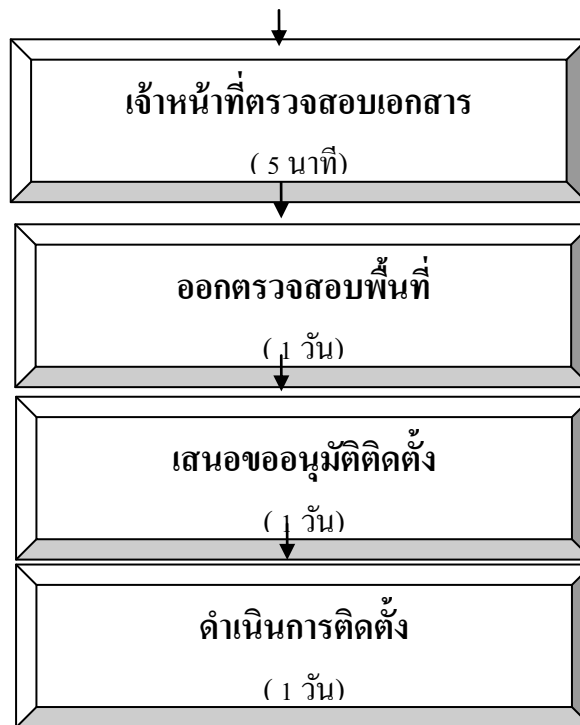 เจ้าหน้าที่ตรวจสอบเอกสาร
( 5 นาที)
ออกตรวจสอบพื้นที่
( 1 วัน)
เสนอขออนุมัติติดตั้ง
( 1 วัน)
ดำเนินการติดตั้ง
( 1 วัน)